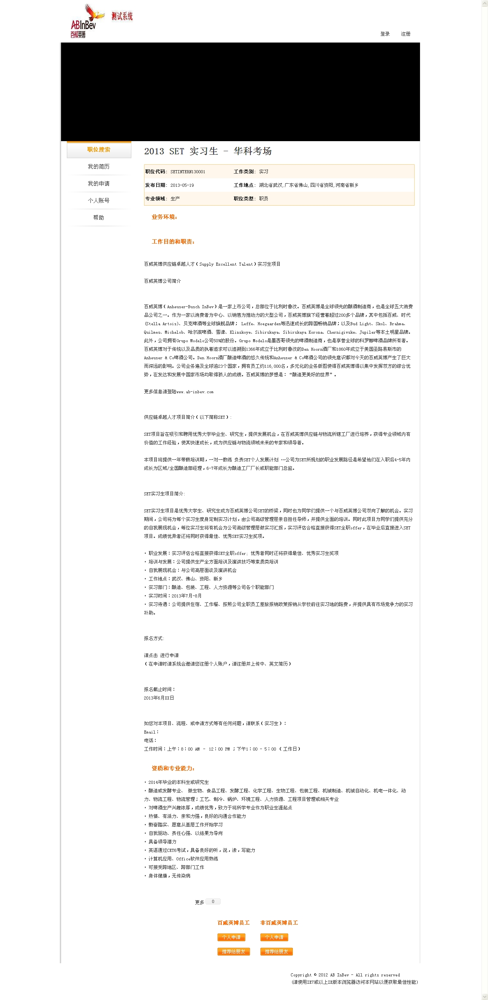 ABInBev
百威英博
测试系统
登录 注册
职位搜索
我的简历
我的申请
个人账号
帮助
2013 SET 实习生 - 华科考场
职位代码: SETINTERN130001 工作类别: 实习
发布日期: 2013-05-19 工作地点: 湖北省武汉,广东省佛山,四川省资阳,河南省新乡
专业领域: 生产 职位类型: 职员
业务环境:
工作目的和职责:
百威英博供应链卓越人才(Supply Excellent Talent)实习生项目
百威英博公司简介
百威英博(Anheuser-Busch InBev)是一家上市公司,总部位于比利时鲁汶。百威英博是全球领先的酿酒制造商,也是全球五大消费
品公司之一。作为一家以消费者为中心、以销售为推动力的大型公司,百威英博旗下经营着超过200多个品牌,其中包括百威、时代
(Stella Artois)、贝克啤酒等全球旗舰品牌; Leffe、Hoegaarden等迅速成长的跨国畅销品牌;以及Bud Light、Skol、Brahma、
Quilmes、Michelob、哈尔滨啤酒、雪津、Klinskoye、Sibirskaya、Sibirskaya Korona、Chernigivske、Jupiler等本土明星品牌。
此外,公司拥有Grupo Modelo公司50%的股份。Grupo Modelo是墨西哥领先的啤酒制造商,也是享誉全球的科罗娜啤酒品牌所有者。
百威英博对于传统以及品质的执着追求可以追溯到1366年成立于比利时鲁汶的Den Hoorn酒厂和1860年成立于美国圣路易斯市的
Anheuser & Co啤酒公司。Den Hoorn酒厂酿造啤酒的悠久传统和Anheuser & Co啤酒公司的领先意识都对今天的百威英博产生了巨大
而深远的影响。公司业务遍及全球逾23个国家,拥有员工约116,000名,多元化的业务版图使得百威英博得以集中发挥双方的综合优
势,在发达和发展中国家市场均取得骄人的成绩。百威英博的梦想是:“酿造更美好的世界”。
更多信息请登陆www.ab-inbev.com
供应链卓越人才项目简介(以下简称SET):
SET项目旨在吸引和聘用优秀大学毕业生、研究生,提供发展机会,在百威英博供应链与物流所辖工厂进行培养,获得专业领域内有
价值的工作经验,使其快速成长,成为供应链与物流领域未来的专家和领导者。
本项目将提供一年带薪培训期,一对一教练 负责SET个人发展计划 …公司为SET所规划的职业发展路径是希望他们在入职后4-5年内
成长为区域/全国酿造部经理,6-7年成长为酿造工厂厂长或职能部门总监。
SET实习生项目简介:
SET实习生项目是优秀大学生、研究生成为百威英博公司SET的桥梁,同时也为同学们提供一个与百威英博公司双向了解的机会。实习
期间,公司将为每个实习生度身定制实习计划,由公司高级管理层亲自担任导师,并提供全面的培训。同时此项目为同学们提供充分
的自我展现机会,每位实习生将有机会为公司高级管理层做实习汇报,实习评估合格直接获得SET全职offer,在毕业后直接进入SET
项目。成绩优异者还将同时获得最佳、优秀SET实习生奖项。
· 职业发展:实习评估合格直接获得SET全职offer; 优秀者同时还将获得最佳、优秀实习生奖项
· 培训与发展:公司提供生产全方面培训及演讲技巧等素质类培训
· 自我展现机会:与公司高层面谈及演讲机会
· 工作地点:武汉、佛山、资阳、新乡
· 实习部门:酿造、包装、工程、人力资源等公司各个职能部门
· 实习时间:2013年7月-8月
· 实习待遇:公司提供住宿、工作餐、按照公司全职员工差旅报销政策报销从学校前往实习地的路费,并提供具有市场竞争力的实习
补助。
报名方式:
请点击 进行申请
(在申请时请系统会邀请您注册个人账户,请注册并上传中、英文简历)
报名截止时间:
2013年6月XX日
如您对本项目、流程、或申请方式等有任何问题,请联系(实习生):
Email:
电话:
工作时间:上午:8:00 AM – 12:00 PM ;下午1:00 - 5:00 (工作日)
资质和专业能力:
· 2014年毕业的本科生或研究生
· 酿造或发酵专业、 微生物、食品工程、发酵工程、化学工程、生物工程、包装工程、机械制造、机械自动化、机电一体化、动
力、物流工程、物流管理;工艺、制冷、锅炉、环境工程、人力资源、工程项目管理或相关专业
· 对啤酒生产兴趣浓厚,成绩优秀,致力于将所学专业作为职业生涯起点
· 热情、有活力、亲和力强,良好的沟通合作能力
· 勤奋踏实、愿意从基层工作开始学习
· 自我驱动、责任心强、以结果为导向
· 具备领导潜力
· 英语通过CET6考试,具备良好的听,说,读,写能力
· 计算机应用、Office软件应用熟练
· 可接受跨地区、跨部门工作
· 身体健康,无传染病
更多 0
百威英博员工 非百威英博员工
个人申请 个人申请
推荐给朋友 推荐给朋友
Copyright © 2012 AB InBev - All rights reserved
(请使用IE7或以上IE版本浏览器访问本网站以便获取最佳性能)